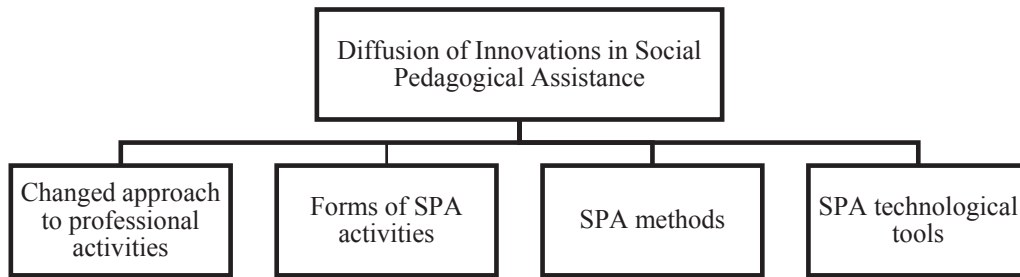 Diffusion of Innovations in Social
Pedagogical Assistance
Changed approach
to professional
activities
Forms of SPA
activities
SPA methods
SPA technological
tools